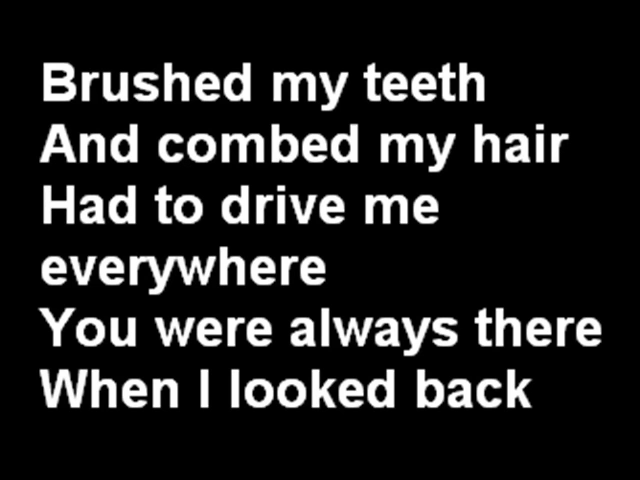 Brushed my teeth
And combed my hair
Had to drive me
everywhere
You were always there
When I looked back